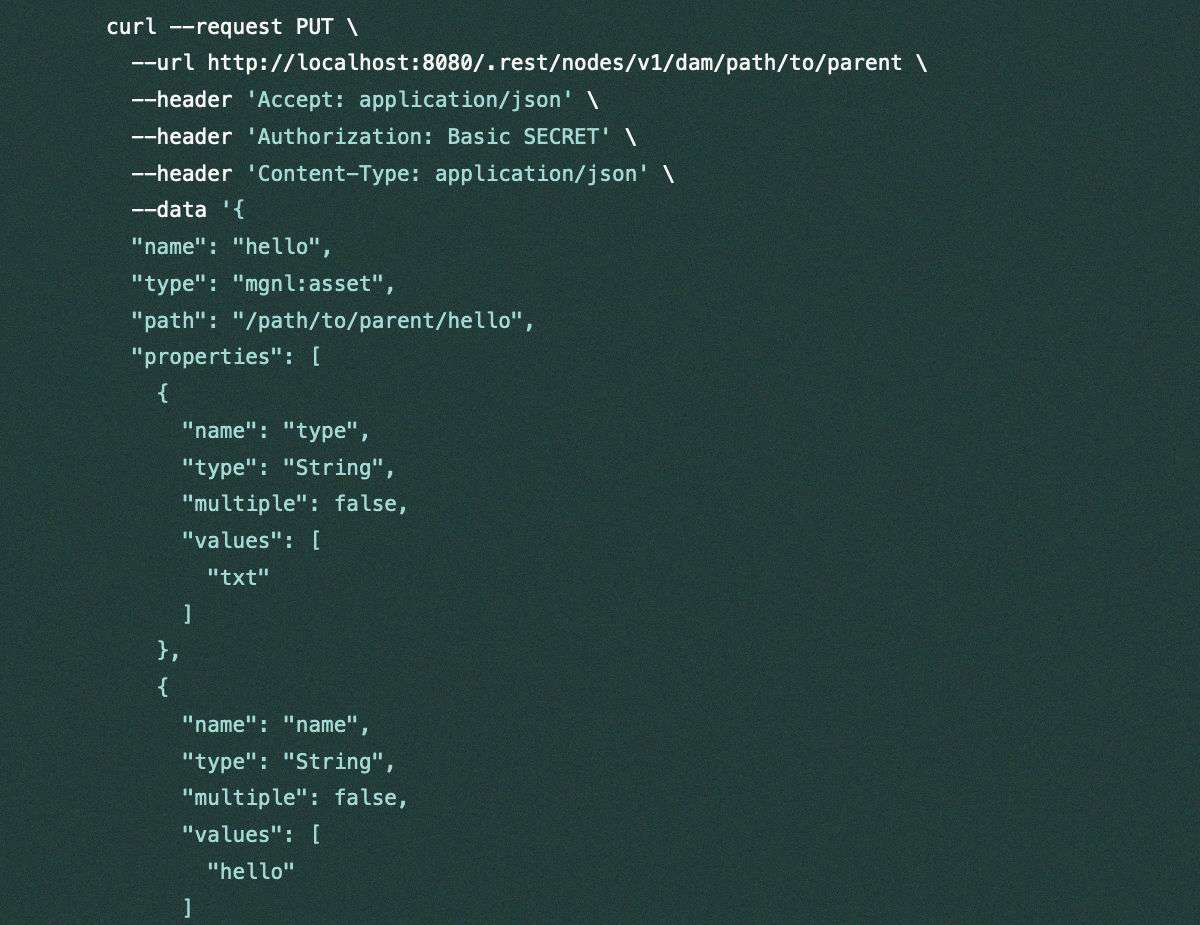 curl --request PUT \
--url http://localhost:8080/.rest/nodes/v1/dam/path/to/parent \
--header 'Accept: application/json' \
--header 'Authorization: Basic SECRET' \
--header 'Content-Type: application/json' \
--data '{
"name": "hello",
"type": "mgnl:asset",
"path": "/path/to/parent/hello",
"properties": [
{
"name": "type",
"type": "String",
"multiple": false,
"values": [
"txt"
]
},
{
"name": "name",
"type": "String",
"multiple": false,
"values": [
"hello"
]